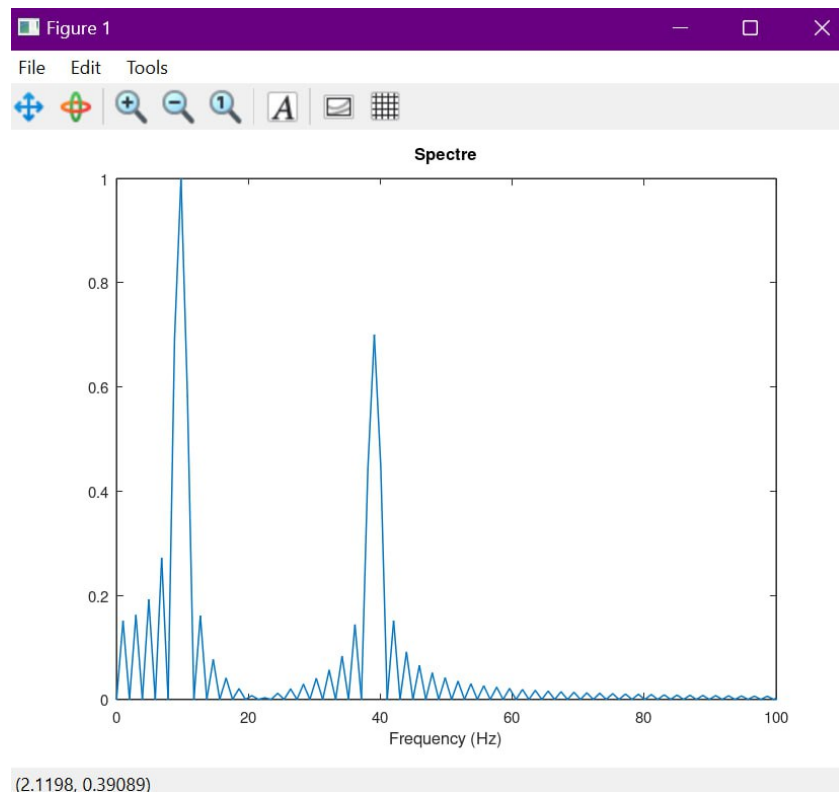 Figure 1
File Edit Tools
A
Spectre
1
0.8
0.6
0.4
0.2
0
0 20 40 60 80 100
Frequency (Hz)
(2.1198, 0.39089)